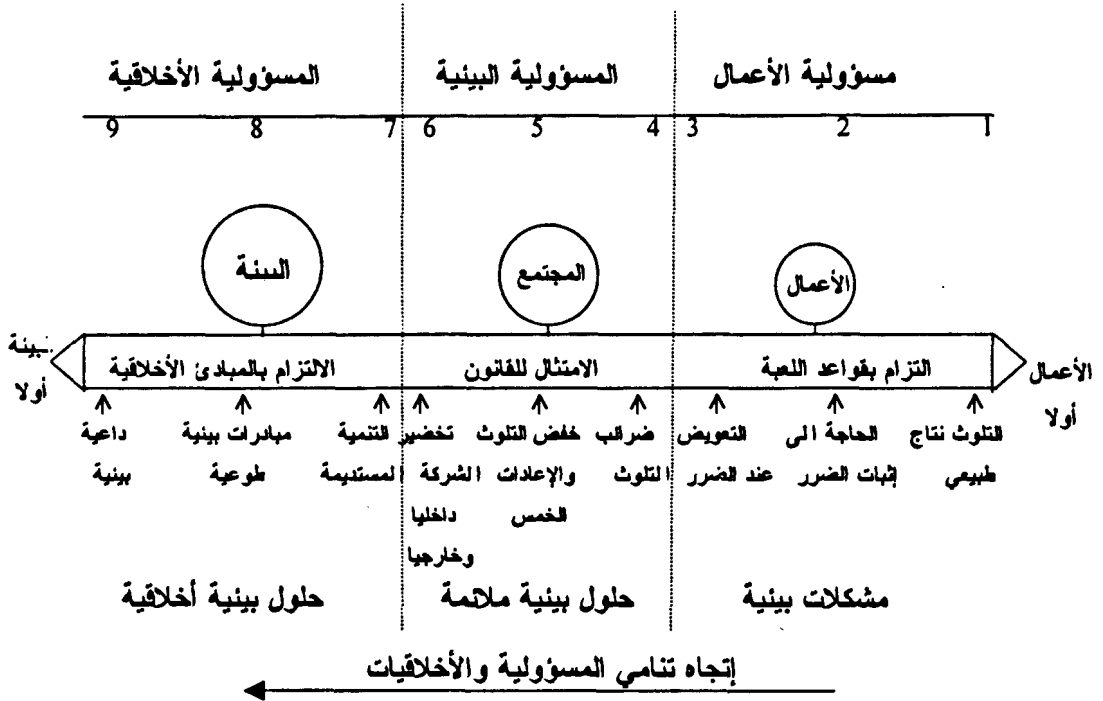 مسؤولية الأعمال المسؤولية البيئية المسؤولية الأخلاقية
1 2 3 4 5 6 7 8 9
الأعمال المجتمع البيئة
الأعمال
أولا
التزام بقواعد اللعبة الامتثال للقانون الالتزام بالمبادئ الأخلاقية
بيئة
أولا
التلوث نتاج
طبيعي
الحاجة الى
إثبات الضرر
التعويض
عند الضرر
ضرائب
التلوث
خفض التلوث
والإعادات
الخمس
تخضير
الشركة
داخليا
وخارجيا
التنمية
المستديمة
مبادرات بيئية
طوعية
داعية
بيئية
مشكلات بيئية حلول بيئية ملائمة حلول بيئية أخلاقية
إتجاه تنامي المسؤولية والأخلاقيات